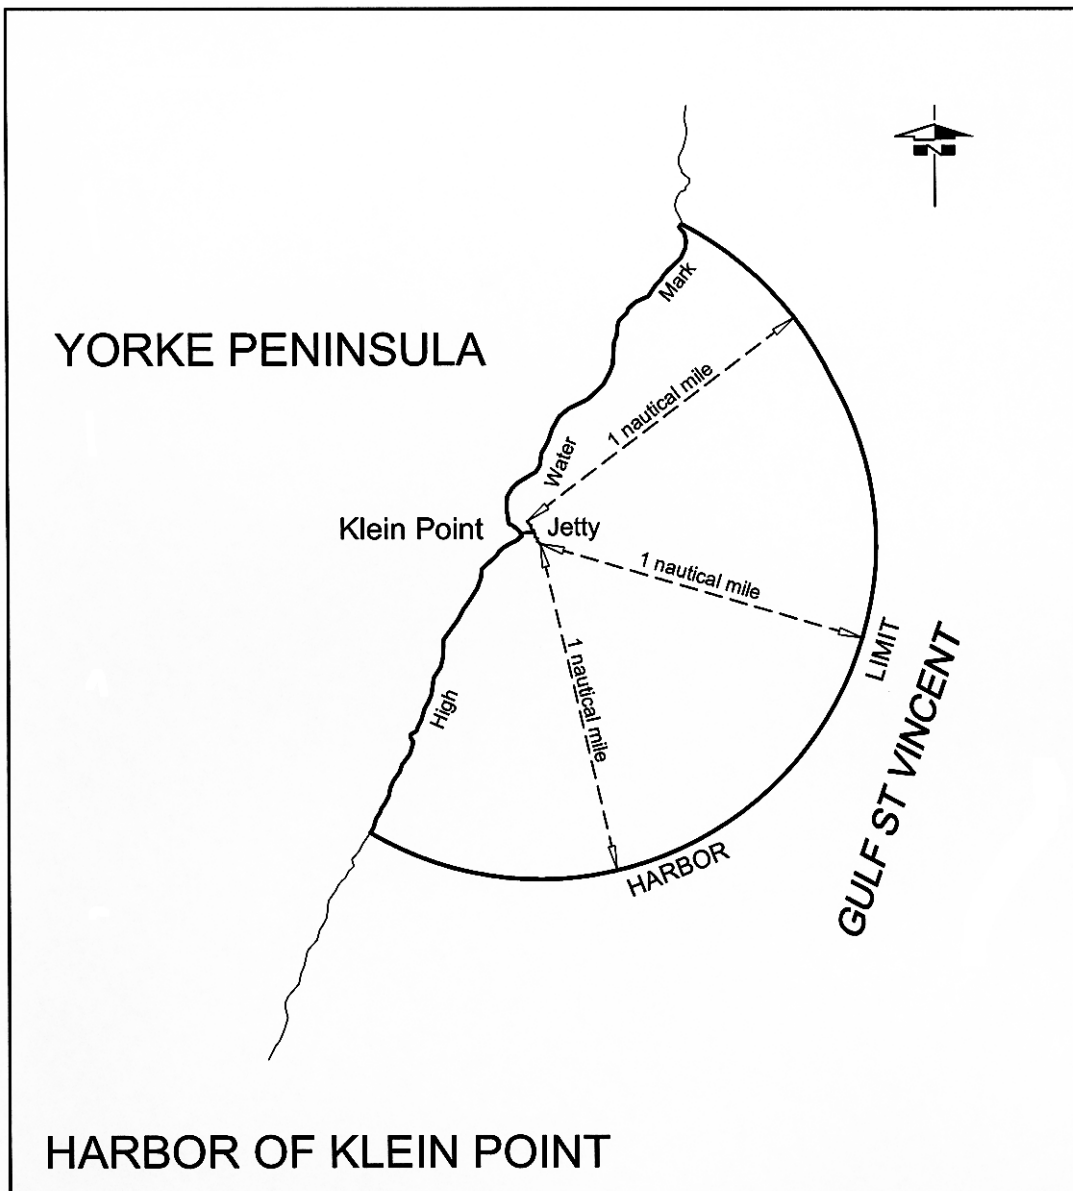 N
Mark
YORKE PENINSULA
1 nautical mile
Water
Klein Point
Jetty
1 nautical mile
LIMIT
1 nautical mile
High
GULF ST VINCENT
HARBOR
HARBOR OF KLEIN POINT